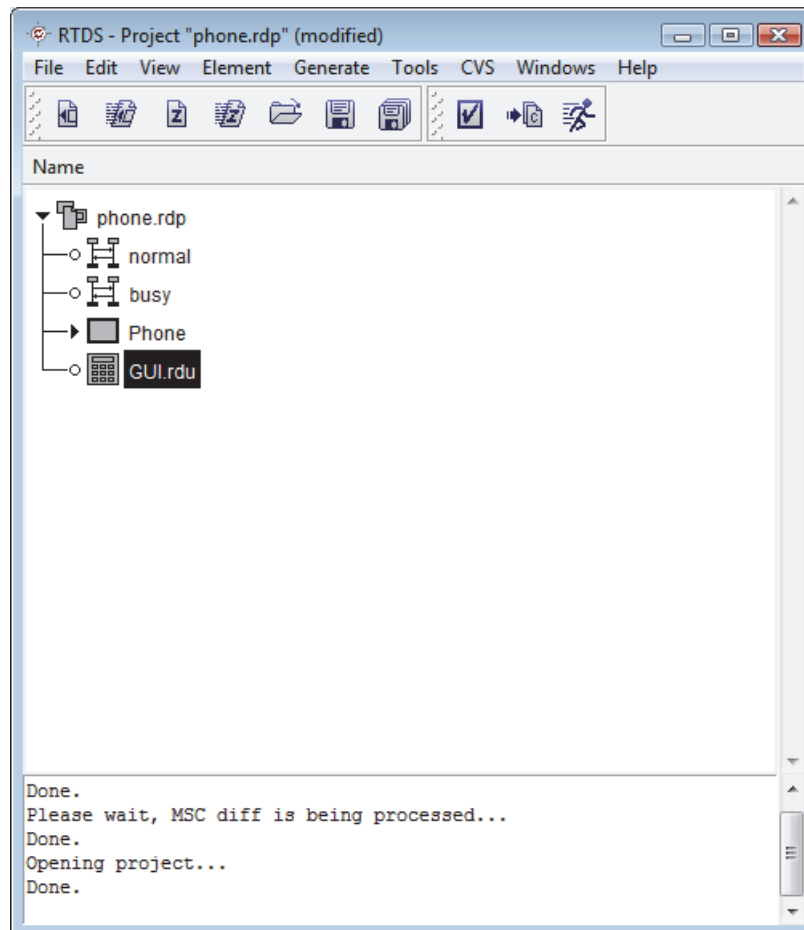 RTDS - Project "phone.rdp" (modified)
File Edit View Element Generate Tools CVS Windows Help
Name
phone.rdp
normal
busy
Phone
GUI.rdu
Done.
Please wait, MSC diff is being processed...
Done.
Opening project...
Done.